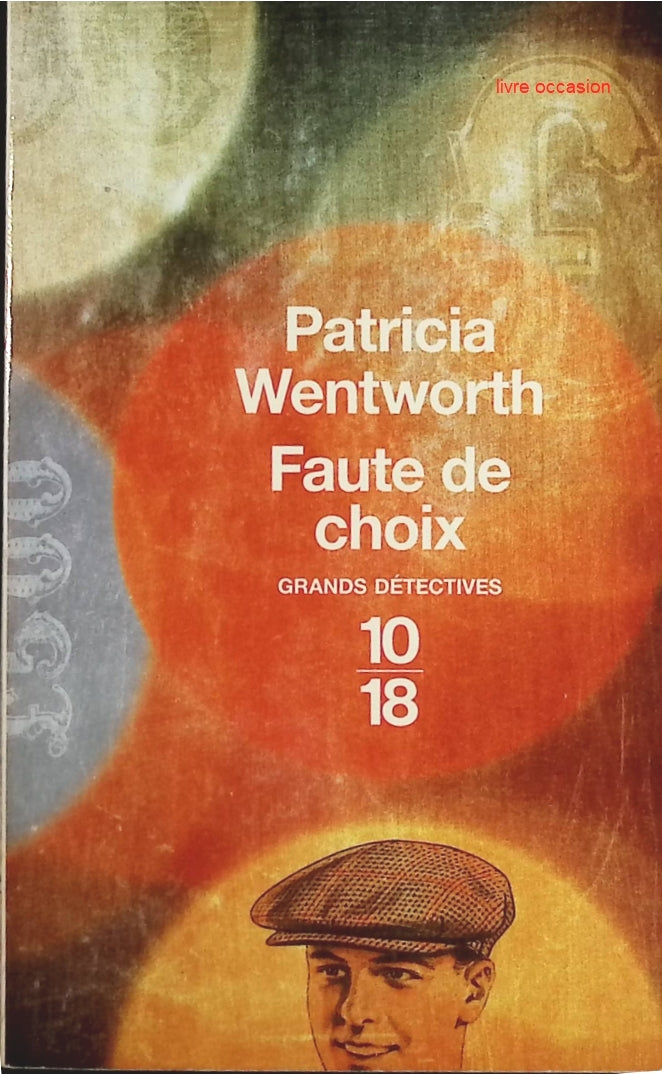 livre occasion
Patricia
Wentworth
Faute de
choix
GRANDS DÉTECTIVES
10
18